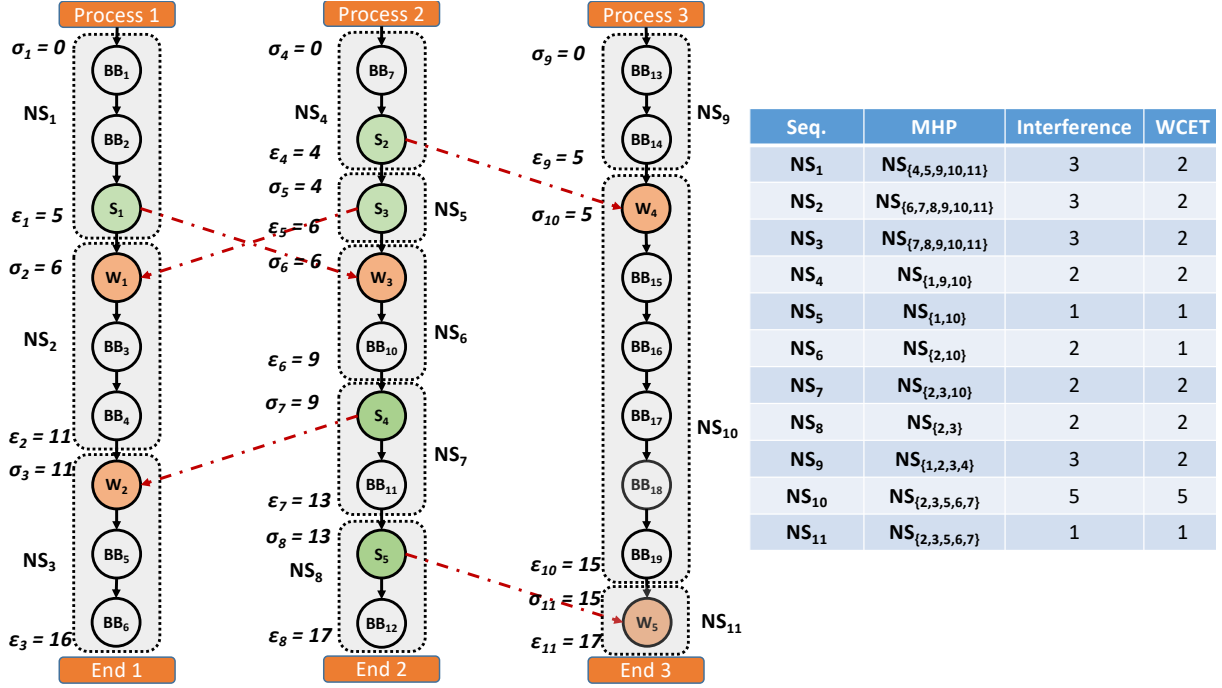 Process 1
σ₁ = 0
BB₁
NS₁
BB₂
ε₁ = 5
S₁
σ₂ = 6
W₁
NS₂
BB₃
BB₄
ε₂ = 11
σ₃ = 11
W₂
NS₃
BB₅
BB₆
ε₃ = 16
End 1
Process 2
σ₄ = 0
BB₇
NS₄
S₂
ε₄ = 4
σ₅ = 4
S₃
NS₅
ε₅ = 6
σ₆ = 6
W₃
NS₆
BB₁₀
ε₆ = 9
σ₇ = 9
S₄
NS₇
BB₁₁
ε₇ = 13
σ₈ = 13
S₅
NS₈
BB₁₂
ε₈ = 17
End 2
Process 3
σ₉ = 0
BB₁₃
NS₉
BB₁₄
ε₉ = 5
W₄
σ₁₀ = 5
BB₁₅
BB₁₆
BB₁₇
NS₁₀
BB₁₈
BB₁₉
ε₁₀ = 15
σ₁₁ = 15
W₅
NS₁₁
ε₁₁ = 17
End 3
Seq. MHP Interference WCET
NS₁ NS{₄,₅,₉,₁₀,₁₁} 3 2
NS₂ NS{₆,₇,₈,₉,₁₀,₁₁} 3 2
NS₃ NS{₇,₈,₉,₁₀,₁₁} 3 2
NS₄ NS{₁,₉,₁₀} 2 2
NS₅ NS{₁,₁₀} 1 1
NS₆ NS{₂,₁₀} 2 1
NS₇ NS{₂,₃,₁₀} 2 2
NS₈ NS{₂,₃} 2 2
NS₉ NS{₁,₂,₃,₄} 3 2
NS₁₀ NS{₂,₃,₅,₆,₇} 5 5
NS₁₁ NS{₂,₃,₅,₆,₇} 1 1